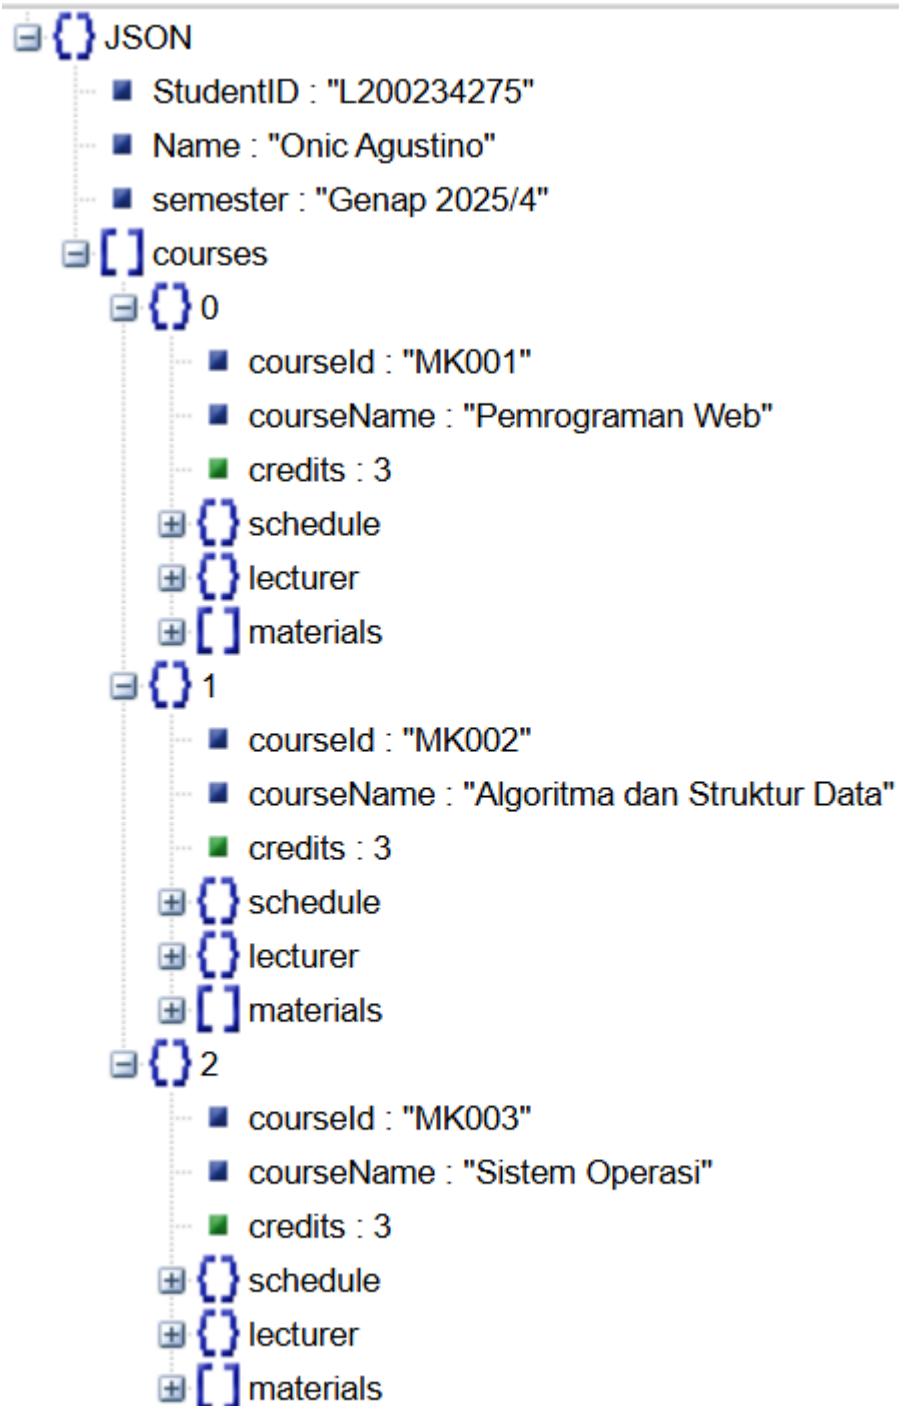 JSON
StudentID : "L200234275"
Name : "Onic Agustino"
semester : "Genap 2025/4"
courses
0
courseId : "MK001"
courseName : "Pemrograman Web"
credits : 3
schedule
lecturer
materials
1
courseId : "MK002"
courseName : "Algoritma dan Struktur Data"
credits : 3
schedule
lecturer
materials
2
courseId : "MK003"
courseName : "Sistem Operasi"
credits : 3
schedule
lecturer
materials